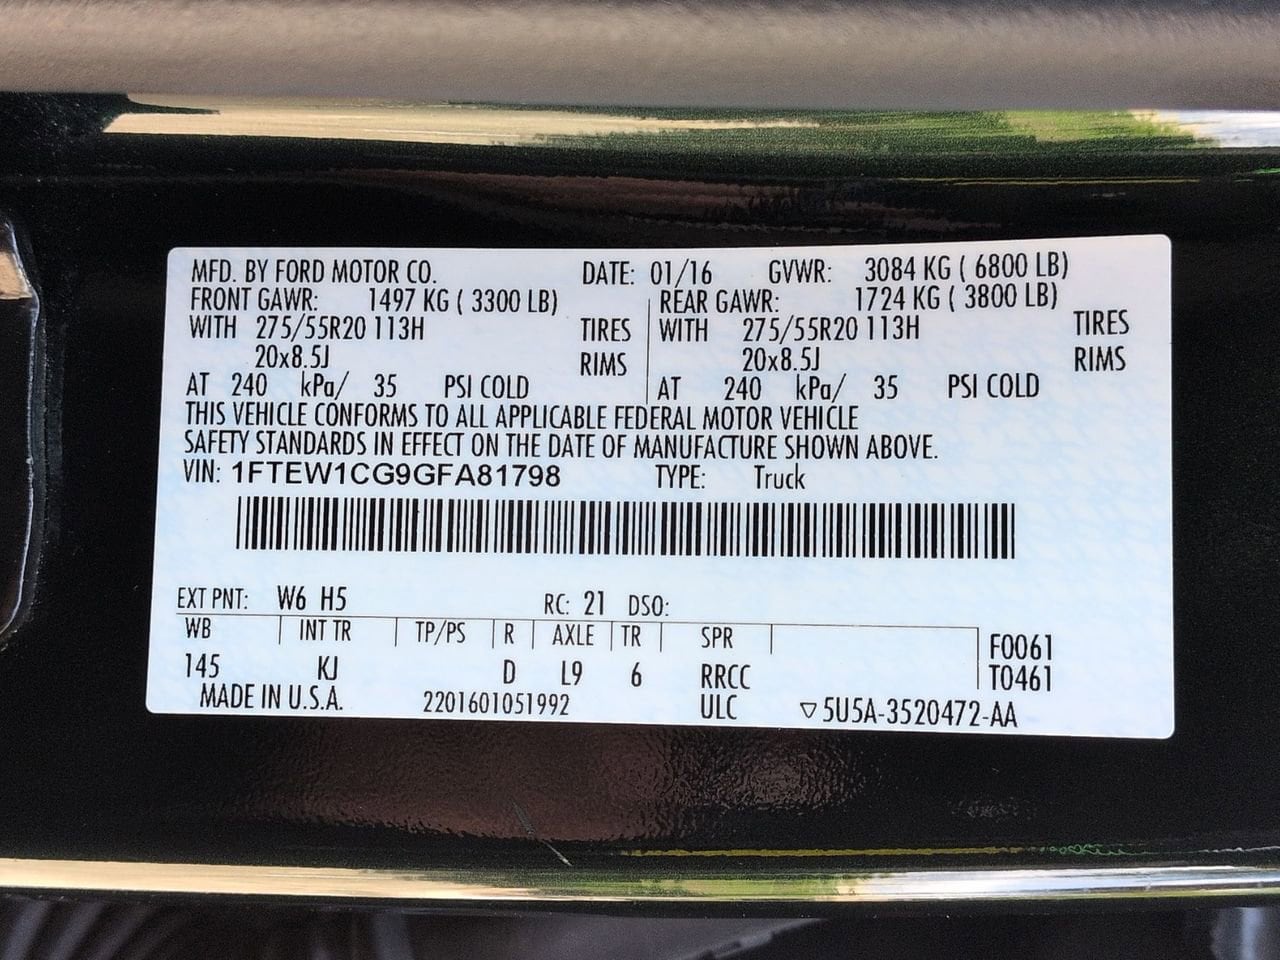 MFD. BY FORD MOTOR CO. DATE: 01/16 GVWR: 3084 KG ( 6800 LB)
FRONT GAWR: 1497 KG ( 3300 LB) REAR GAWR: 1724 KG ( 3800 LB)
WITH 275/55R20 113H TIRES WITH 275/55R20 113H TIRES
20x8.5J RIMS 20x8.5J RIMS
AT 240 kPa/ 35 PSI COLD AT 240 kPa/ 35 PSI COLD
THIS VEHICLE CONFORMS TO ALL APPLICABLE FEDERAL MOTOR VEHICLE
SAFETY STANDARDS IN EFFECT ON THE DATE OF MANUFACTURE SHOWN ABOVE.
VIN: 1FTEW1CG9GFA81798 TYPE: Truck
EXT PNT: W6 H5 RC: 21 DSO:
WB INT TR TP/PS R AXLE TR SPR F0061
145 KJ D L9 6 RRCC T0461
MADE IN U.S.A. 2201601051992 ULC ▽5U5A-3520472-AA